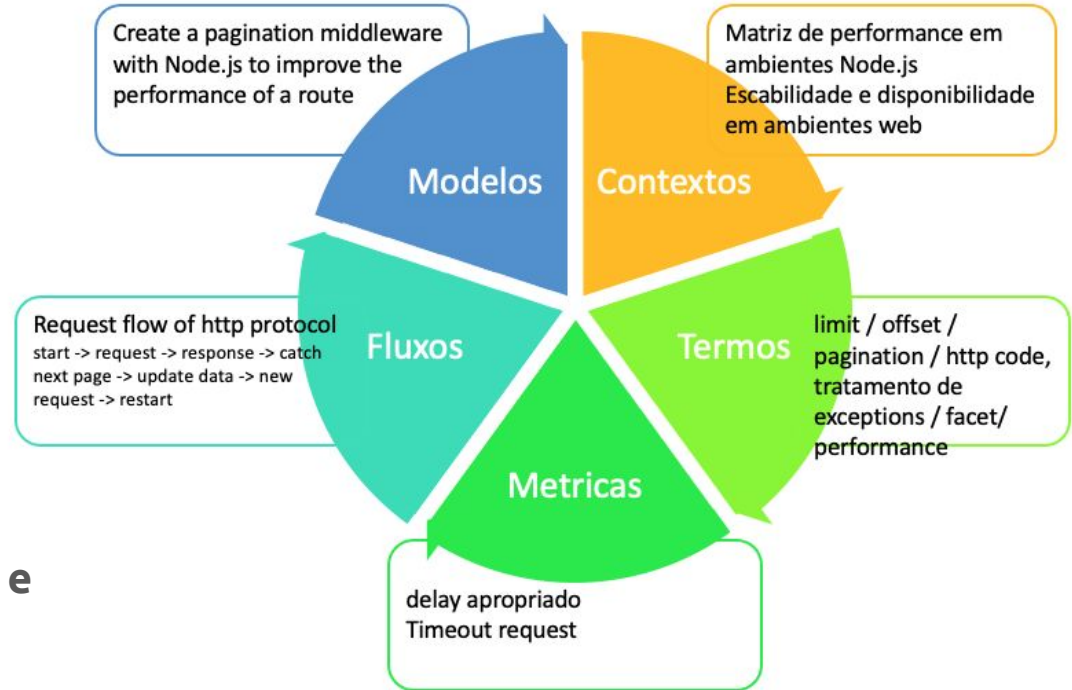 Create a pagination middleware
with Node.js to improve the
performance of a route
Matriz de performance em
ambientes Node.js
Escabilidade e disponibilidade
em ambientes web
Modelos
Contextos
Request flow of http protocol
start -> request -> response -> catch
next page -> update data -> new
request -> restart
Fluxos
Termos
limit / offset /
pagination / http code,
tratamento de
exceptions / facet/
performance
Metricas
e
delay apropriado
Timeout request